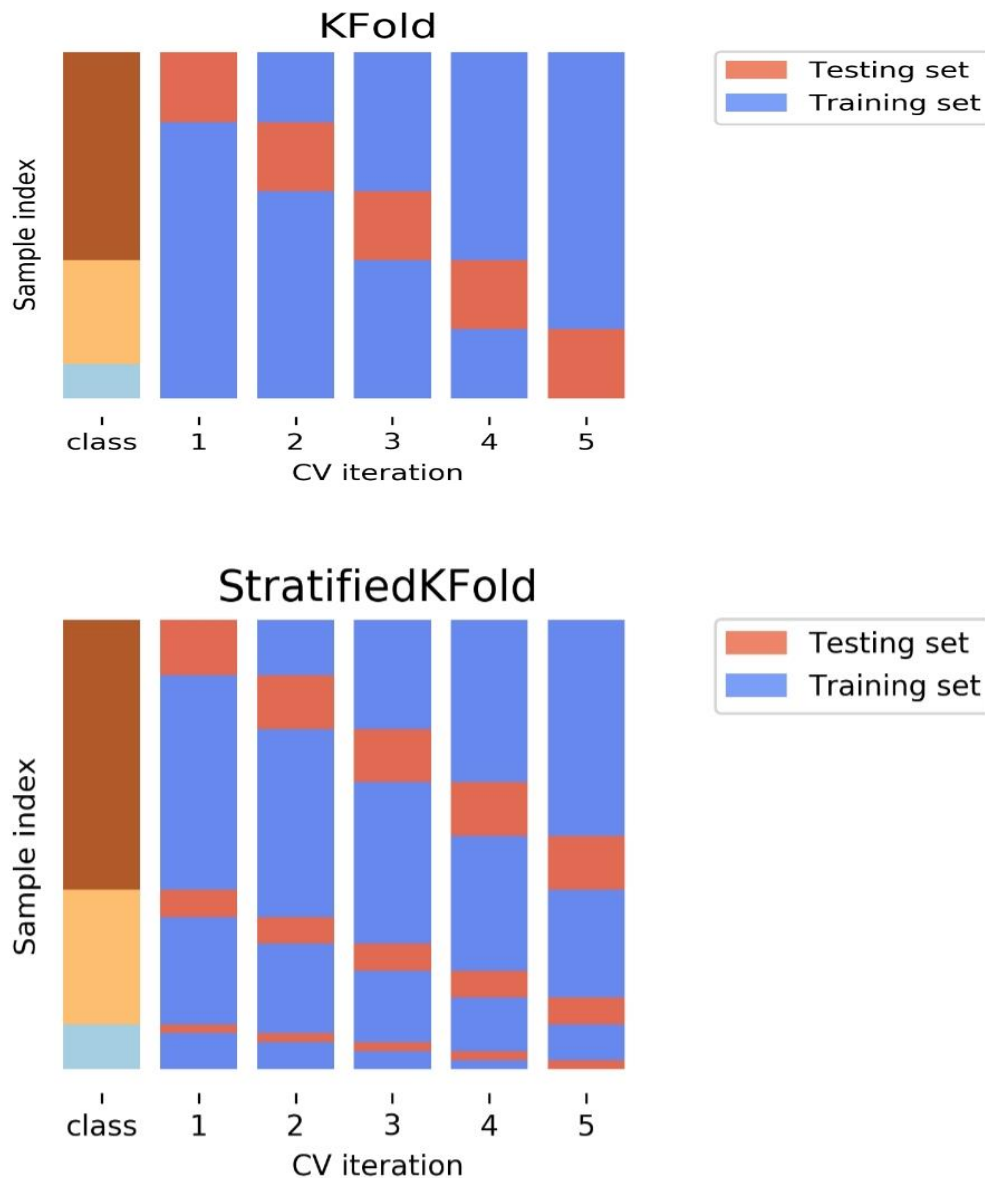 KFold
Testing set
Training set
Sample index
class 1 2 3 4 5
CV iteration
StratifiedKFold
Testing set
Training set
Sample index
class 1 2 3 4 5
CV iteration